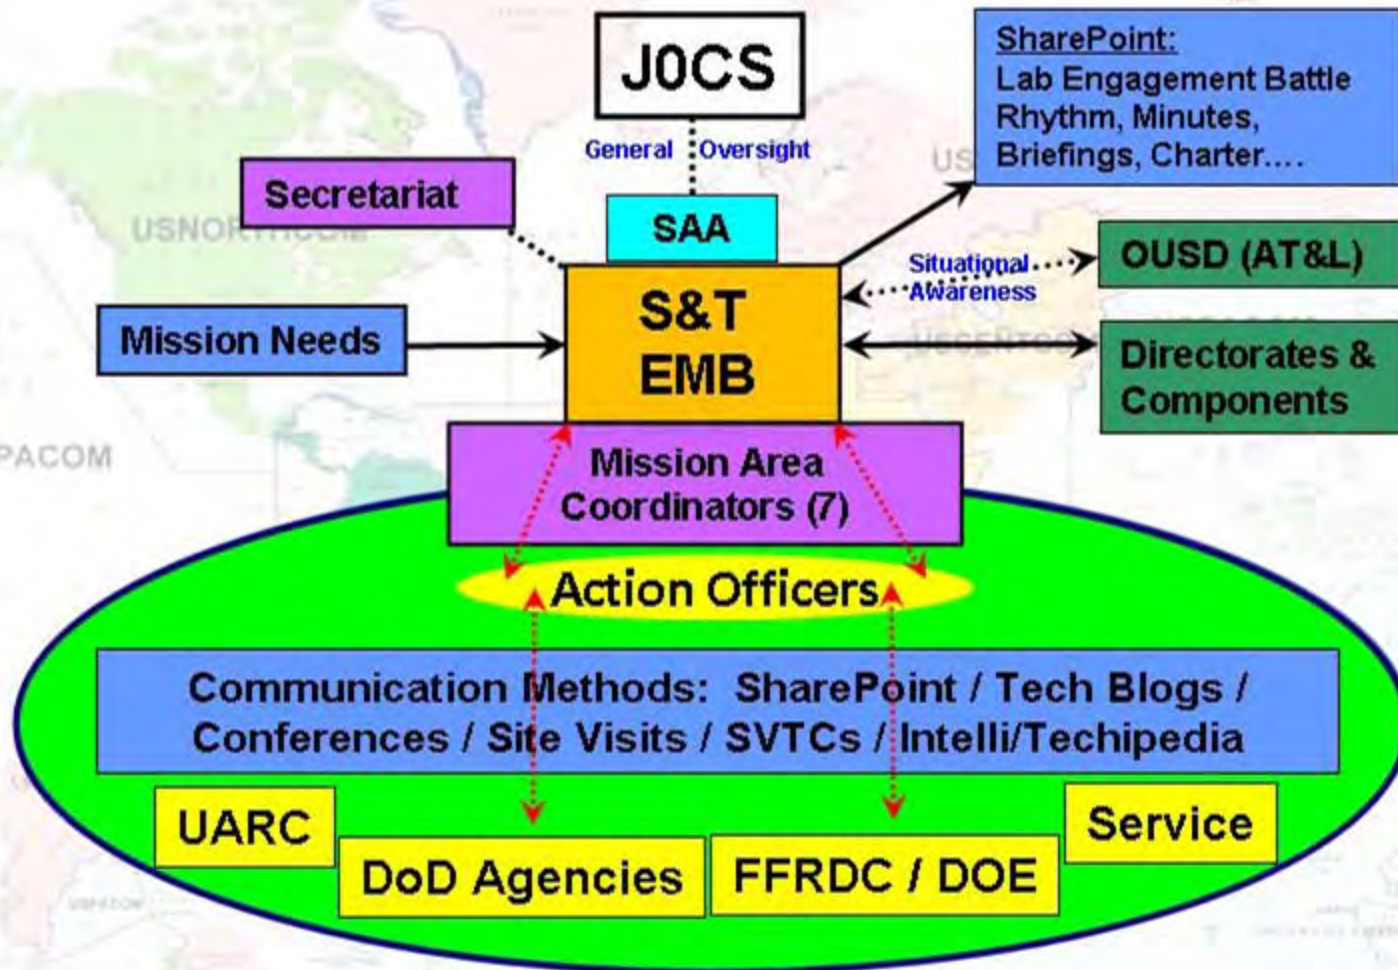 J0CS
SharePoint:
Lab Engagement Battle
Rhythm, Minutes,
Briefings, Charter....
General Oversight
Secretariat
SAA
USNORTHCOM
OUSD (AT&L)
Situational
Awareness
S&T
EMB
Mission Needs
USCENTCOM
Directorates &
Components
PACOM
Mission Area
Coordinators (7)
Action Officers
Communication Methods: SharePoint / Tech Blogs /
Conferences / Site Visits / SVTCs / Intelli/Techipedia
UARC
Service
DoD Agencies
FFRDC / DOE